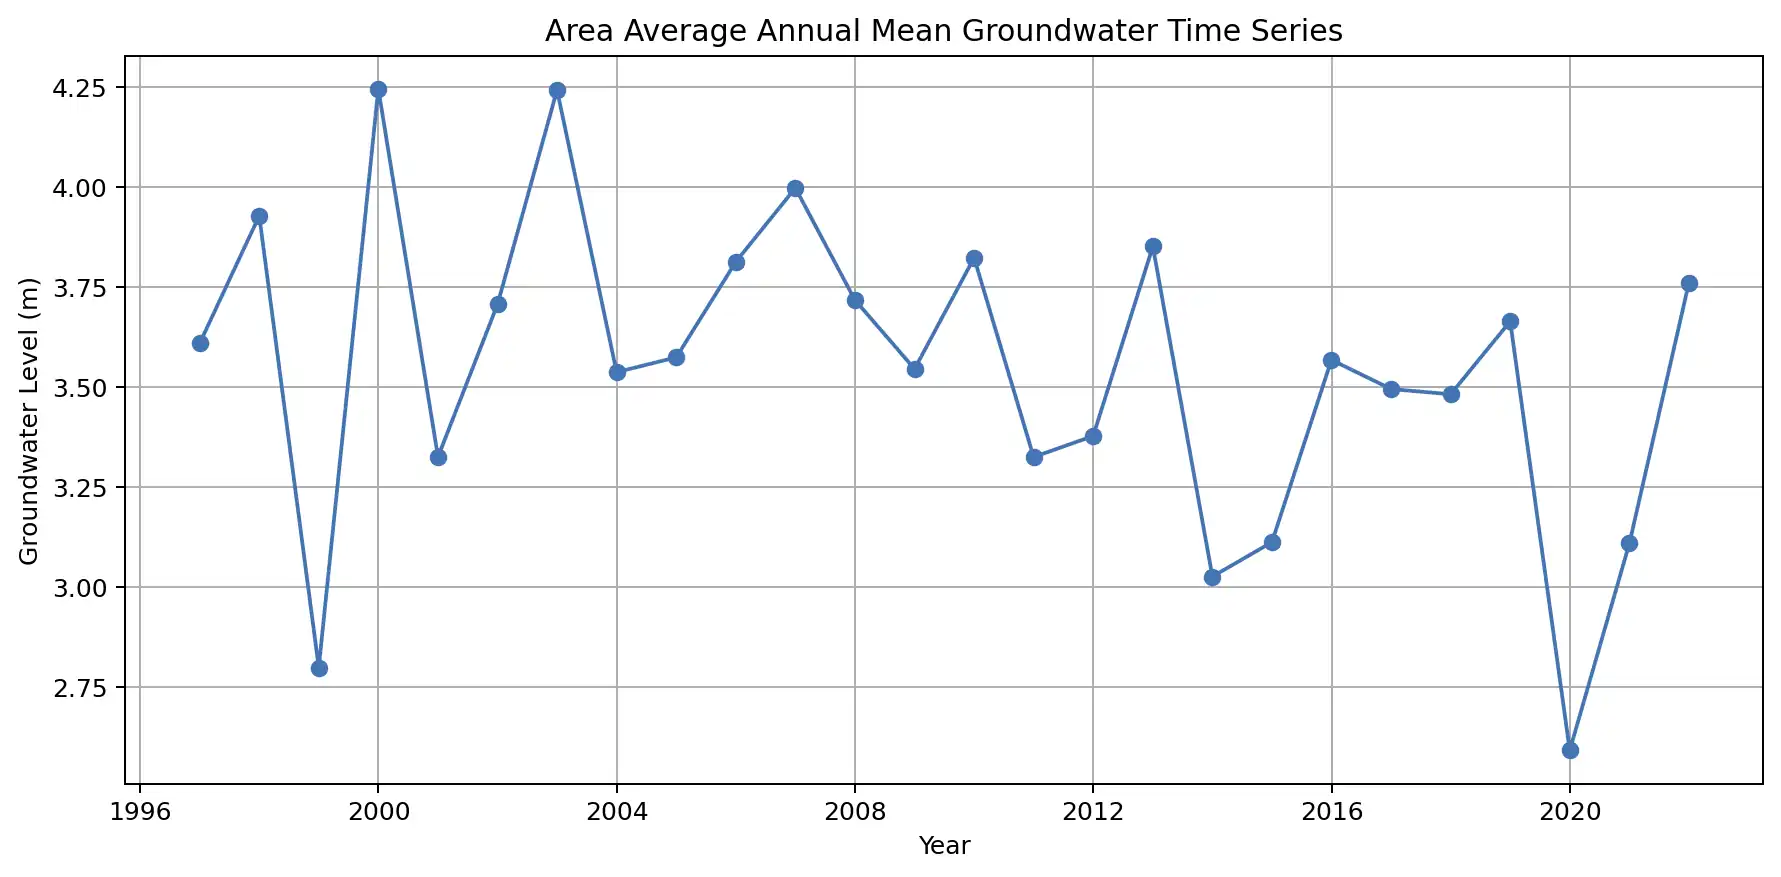 Area Average Annual Mean Groundwater Time Series
Groundwater Level (m)
4.25
4.00
3.75
3.50
3.25
3.00
2.75
1996 2000 2004 2008 2012 2016 2020
Year